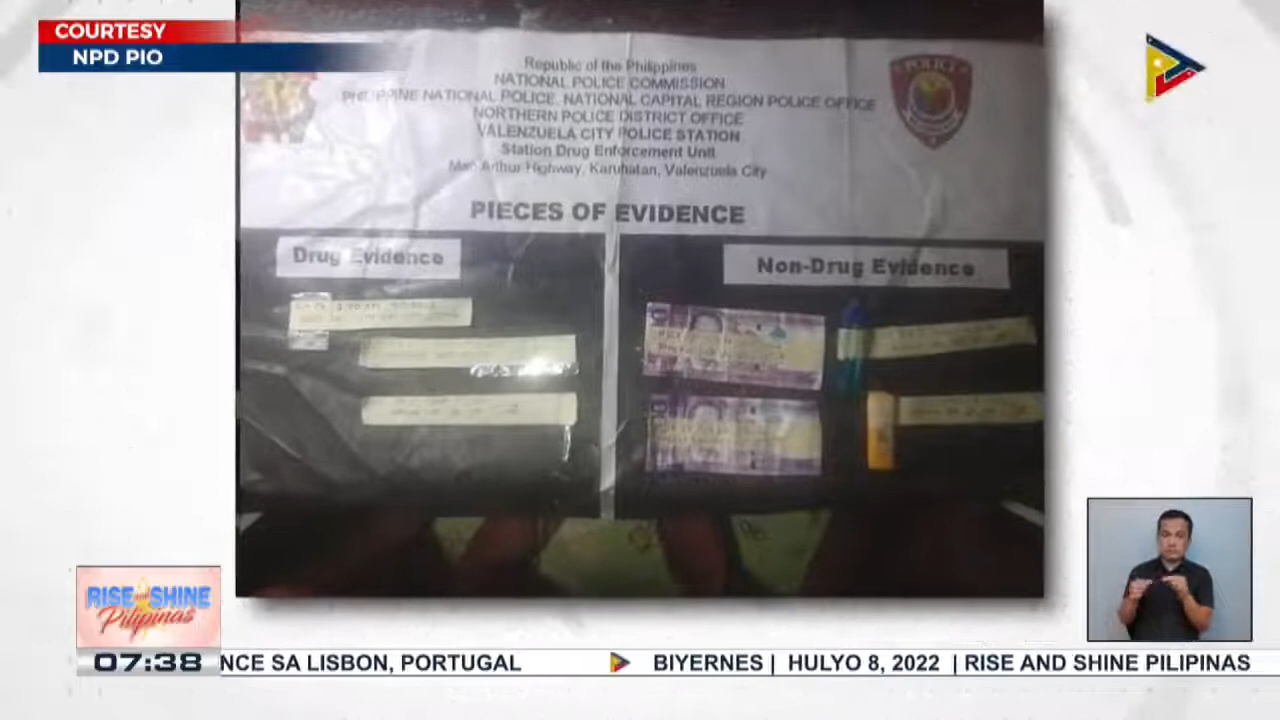 COURTESY
NPD PIO
POLICE
Republic of the Philippines
NATIONAL POLICE COMMISSION
PHILIPPINE NATIONAL POLICE, NATIONAL CAPITAL REGION POLICE OFFICE
NORTHERN POLICE DISTRICT OFFICE
VALENZUELA CITY POLICE STATION
Station Drug Enforcement Unit
Mac Arthur Highway, Karuhatan, Valenzuela City
PIECES OF EVIDENCE
Drug Evidence
Non-Drug Evidence
RISE AND SHINE
Pilipinas
07:38
NCE SA LISBON, PORTUGAL
BIYERNES | HULYO 8, 2022 | RISE AND SHINE PILIPINAS